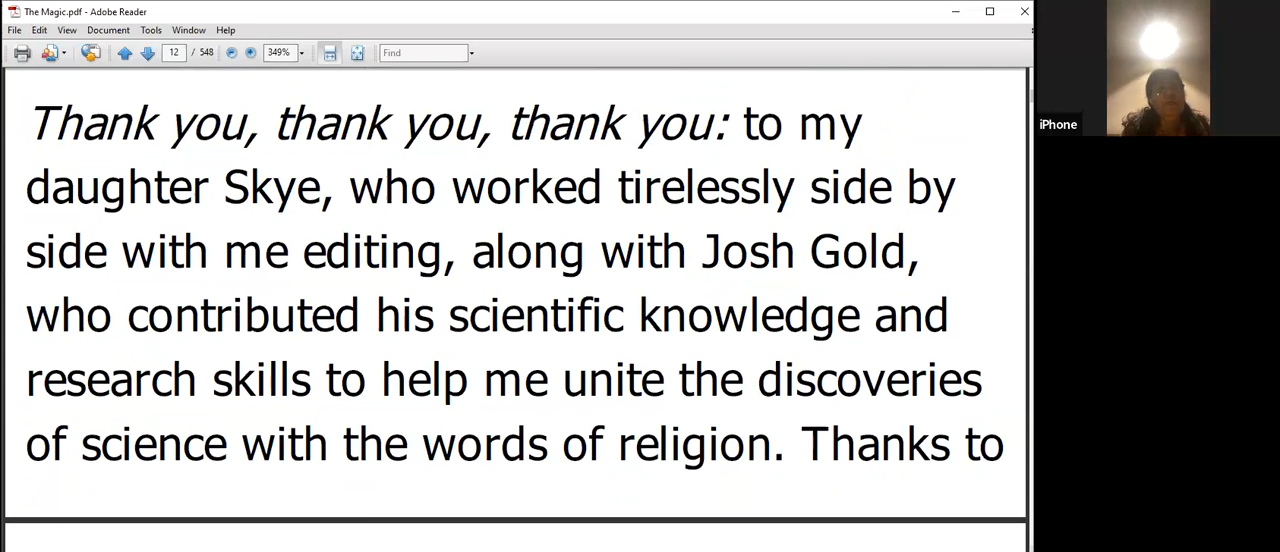 The Magic.pdf - Adobe Reader
File Edit View Document Tools Window Help
12 / 548 349% Find
Thank you, thank you, thank you: to my
daughter Skye, who worked tirelessly side by
side with me editing, along with Josh Gold,
who contributed his scientific knowledge and
research skills to help me unite the discoveries
of science with the words of religion. Thanks to
iPhone